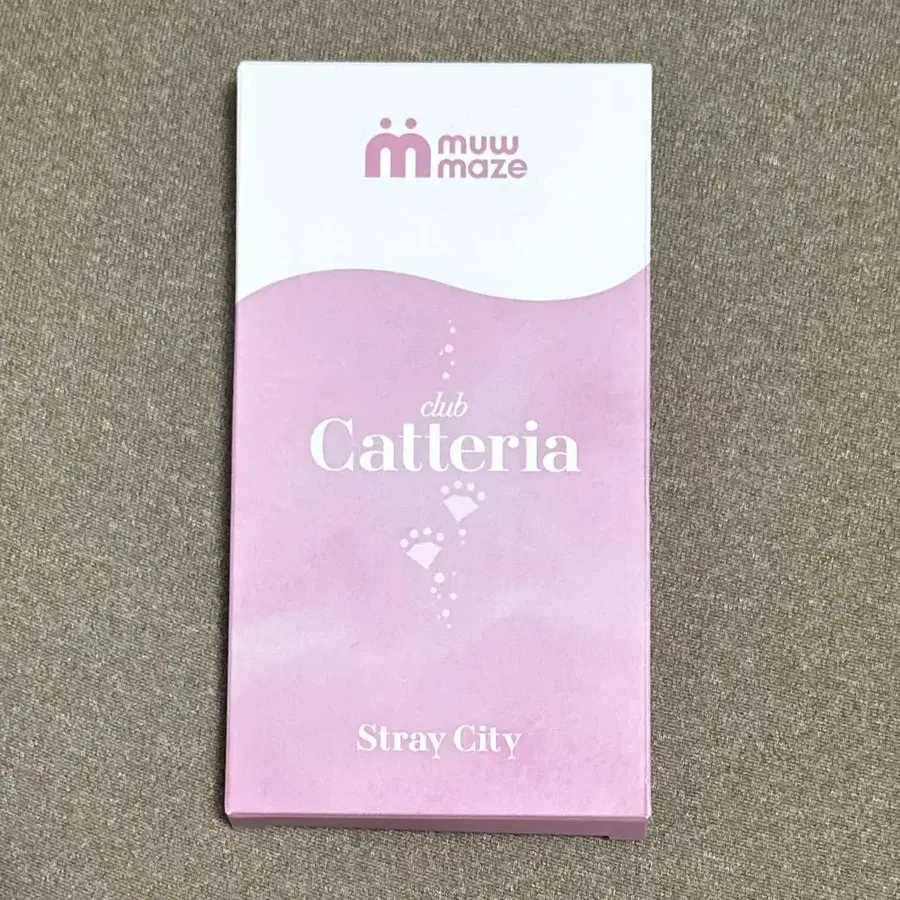 muw
maze
club
Catteria
Stray City